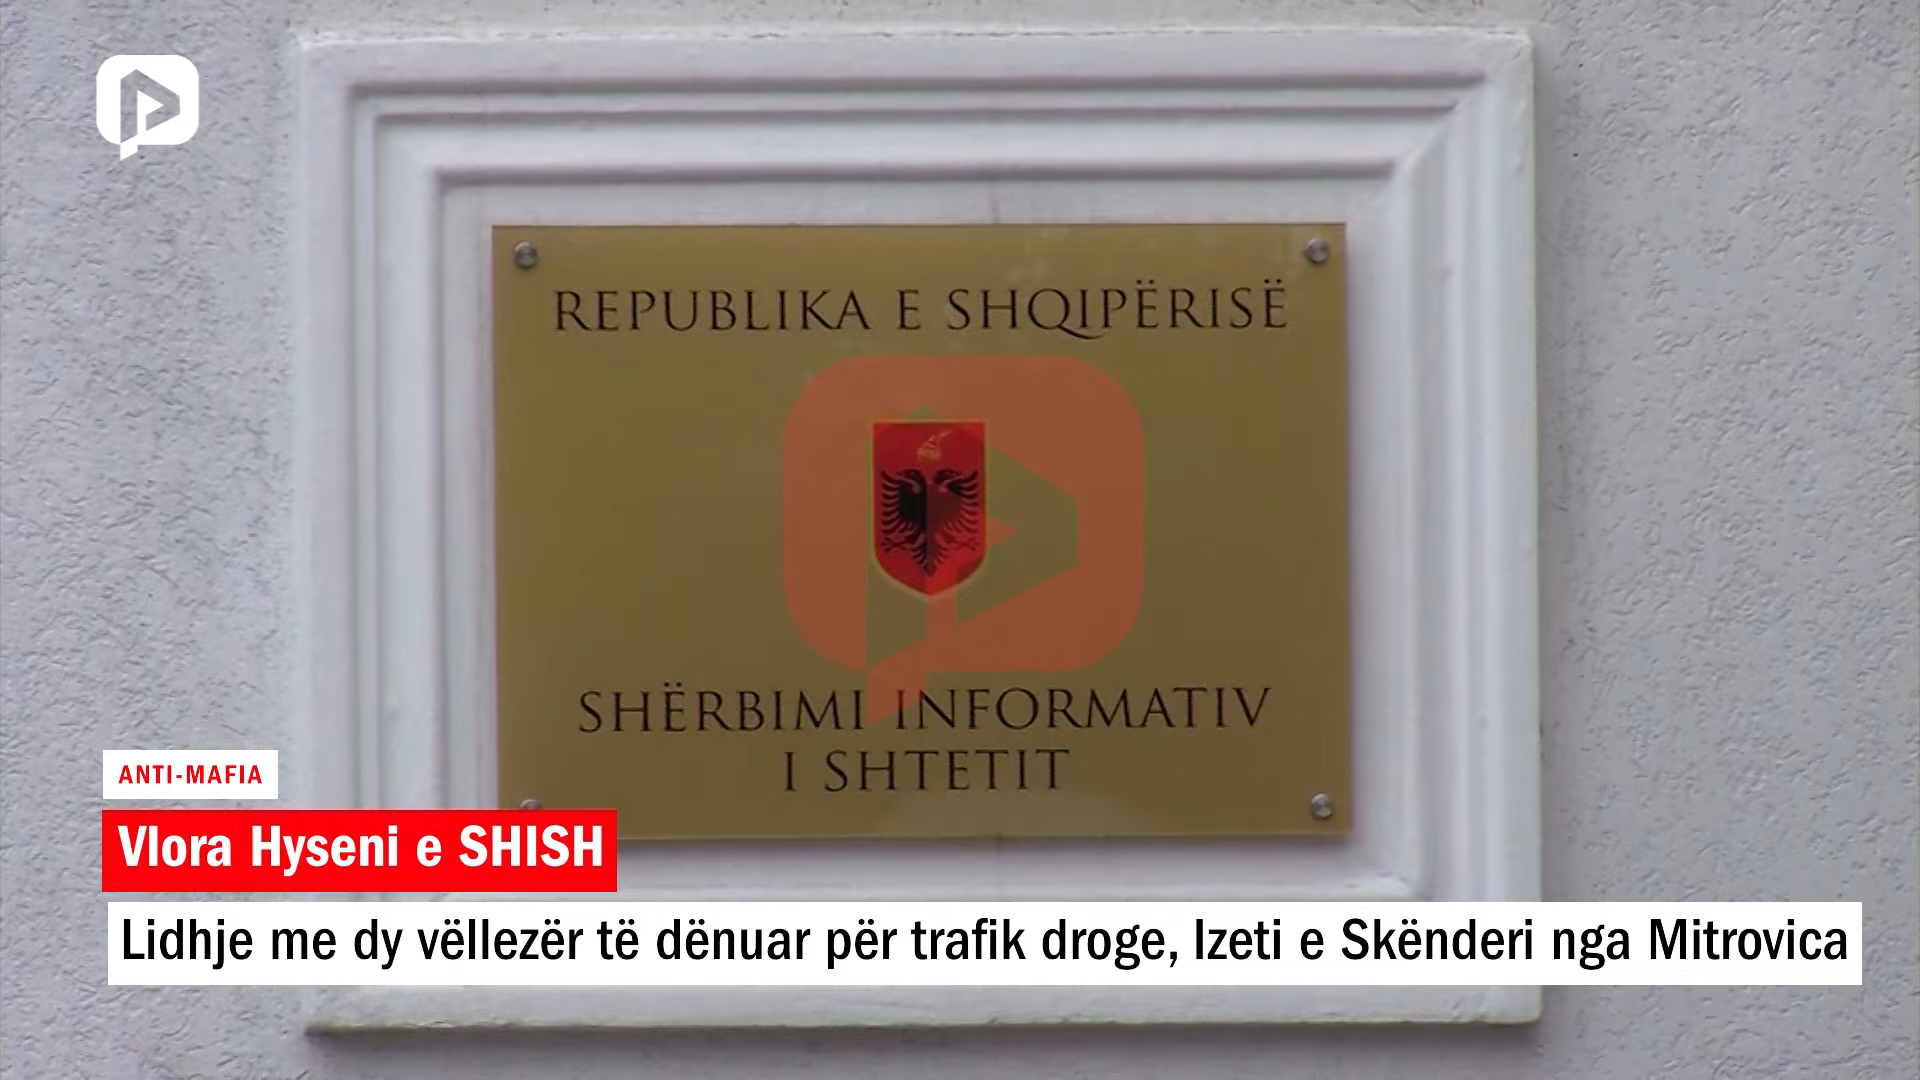 REPUBLIKA E SHQIPËRISË
SHËRBIMI INFORMATIV
I SHTETIT
ANTI-MAFIA
Vlora Hyseni e SHISH
Lidhje me dy vëllezër të dënuar për trafik droge, Izeti e Skënderi nga Mitrovica